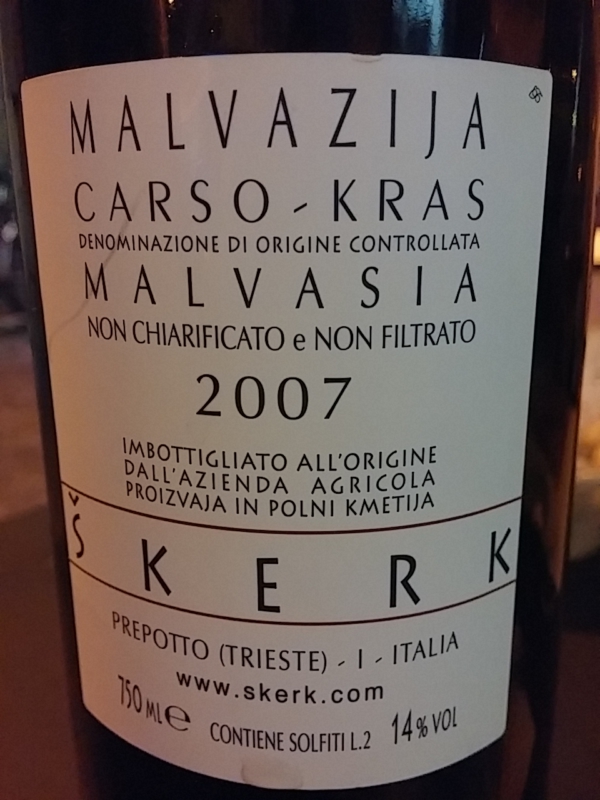 MALVAZIJA
CARSO - KRAS
DENOMINAZIONE DI ORIGINE CONTROLLATA
MALVASIA
NON CHIARIFICATO e NON FILTRATO
2007
IMBOTTIGLIATO ALL'ORIGINE
DALL'AZIENDA AGRICOLA
PROIZVAJA IN POLNI KMETIJA
ŠKERK
PREPOTTO (TRIESTE) - I - ITALIA
www.skerk.com
750 ML e CONTIENE SOLFITI L.2 14% VOL